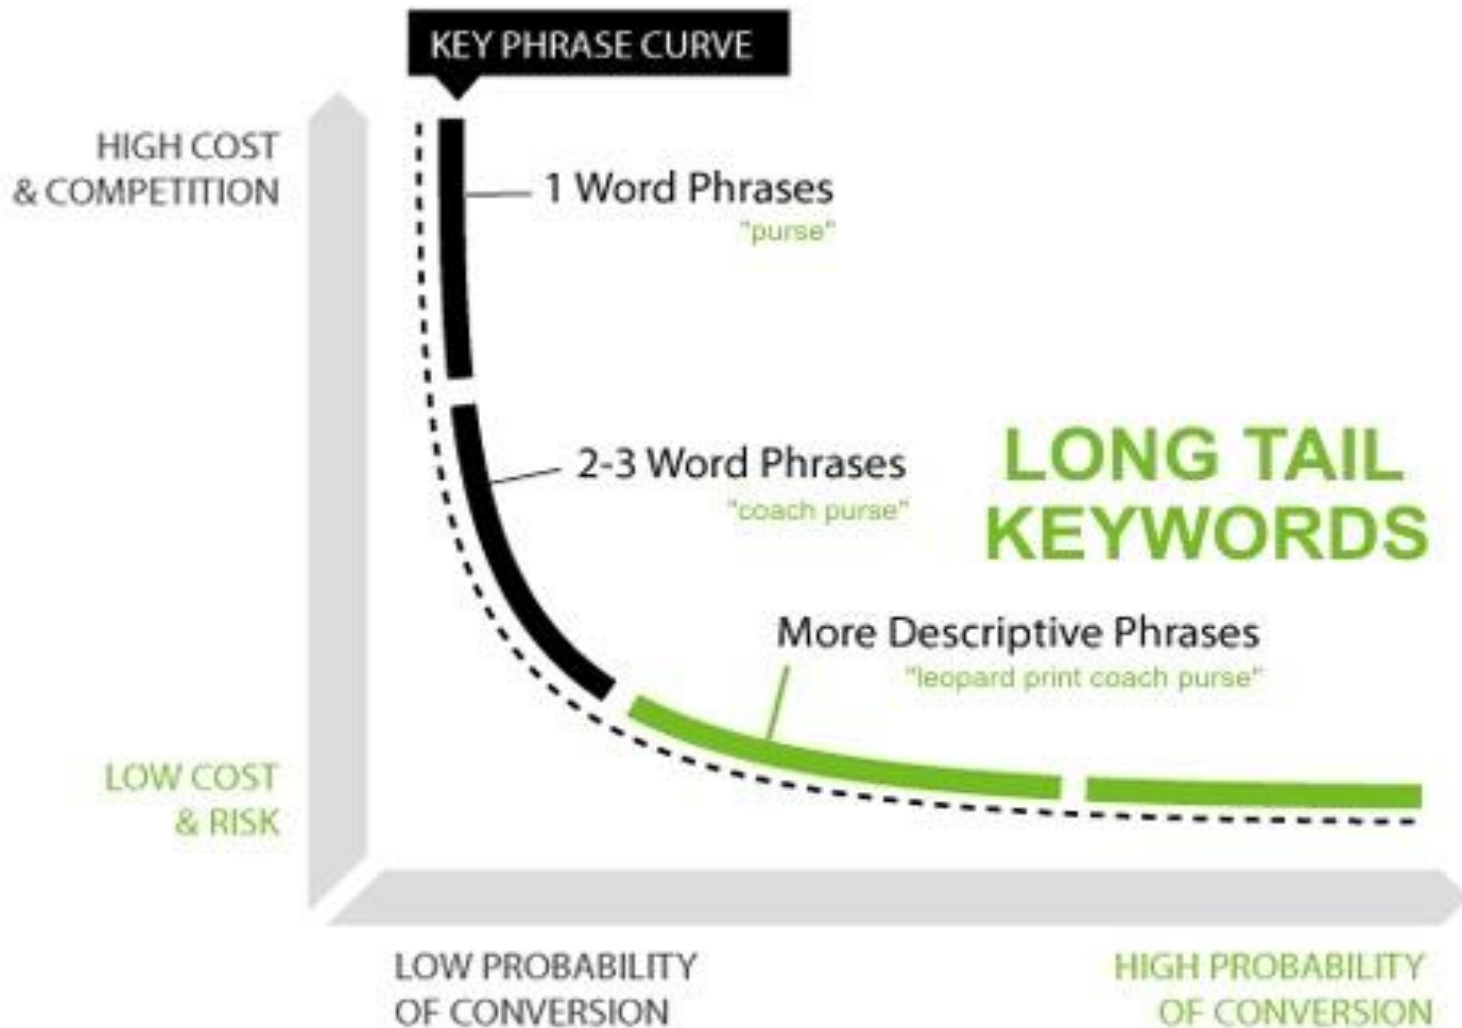 KEY PHRASE CURVE
HIGH COST
& COMPETITION
1 Word Phrases
"purse"
2-3 Word Phrases
"coach purse"
LONG TAIL
KEYWORDS
More Descriptive Phrases
"leopard print coach purse"
LOW COST
& RISK
LOW PROBABILITY
OF CONVERSION
HIGH PROBABILITY
OF CONVERSION